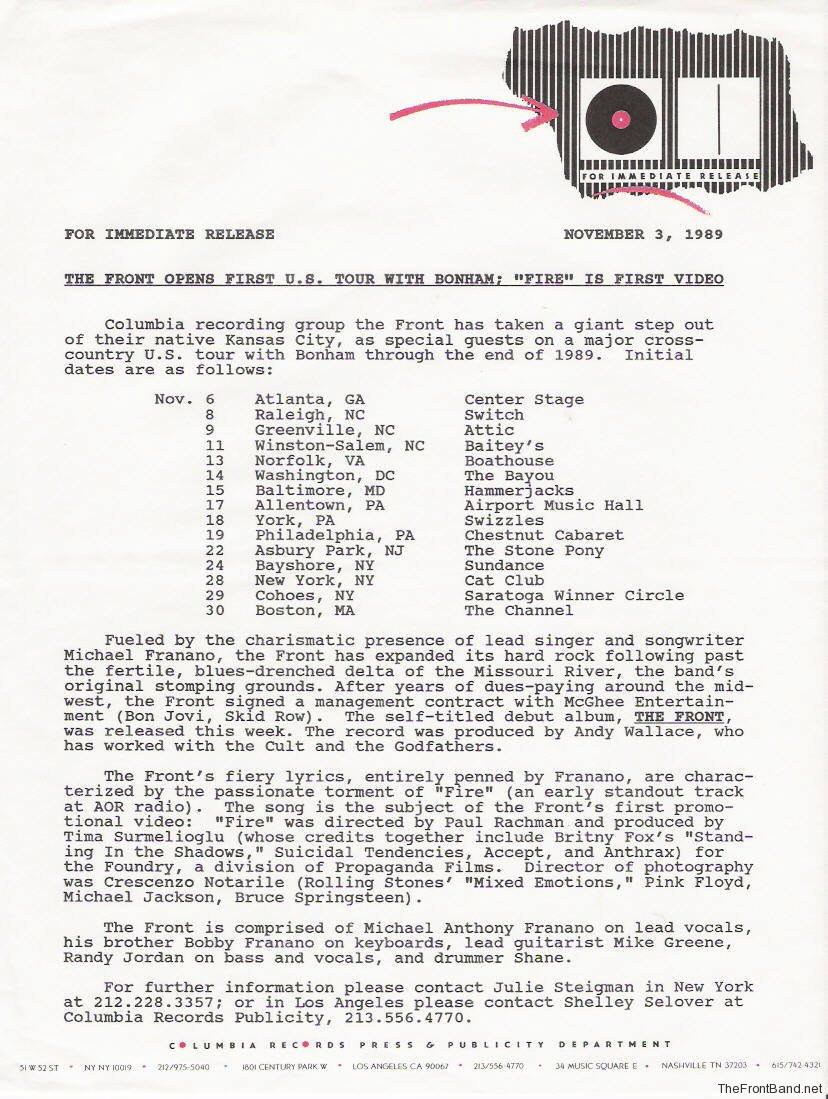 FOR IMMEDIATE RELEASE
FOR IMMEDIATE RELEASE NOVEMBER 3, 1989
THE FRONT OPENS FIRST U.S. TOUR WITH BONHAM; "FIRE" IS FIRST VIDEO
Columbia recording group the Front has taken a giant step out
of their native Kansas City, as special guests on a major cross-
country U.S. tour with Bonham through the end of 1989. Initial
dates are as follows:
Nov. 6 Atlanta, GA Center Stage
8 Raleigh, NC Switch
9 Greenville, NC Attic
11 Winston-Salem, NC Baitey's
13 Norfolk, VA Boathouse
14 Washington, DC The Bayou
15 Baltimore, MD Hammerjacks
17 Allentown, PA Airport Music Hall
18 York, PA Swizzles
19 Philadelphia, PA Chestnut Cabaret
22 Asbury Park, NJ The Stone Pony
24 Bayshore, NY Sundance
28 New York, NY Cat Club
29 Cohoes, NY Saratoga Winner Circle
30 Boston, MA The Channel
Fueled by the charismatic presence of lead singer and songwriter
Michael Franano, the Front has expanded its hard rock following past
the fertile, blues-drenched delta of the Missouri River, the band's
original stomping grounds. After years of dues-paying around the mid-
west, the Front signed a management contract with McGhee Entertain-
ment (Bon Jovi, Skid Row). The self-titled debut album, THE FRONT,
was released this week. The record was produced by Andy Wallace, who
has worked with the Cult and the Godfathers.
The Front's fiery lyrics, entirely penned by Franano, are charac-
terized by the passionate torment of "Fire" (an early standout track
at AOR radio). The song is the subject of the Front's first promo-
tional video: "Fire" was directed by Paul Rachman and produced by
Tima Surmelioglu (whose credits together include Britny Fox's "Stand-
ing In the Shadows," Suicidal Tendencies, Accept, and Anthrax) for
the Foundry, a division of Propaganda Films. Director of photography
was Crescenzo Notarile (Rolling Stones' "Mixed Emotions," Pink Floyd,
Michael Jackson, Bruce Springsteen).
The Front is comprised of Michael Anthony Franano on lead vocals,
his brother Bobby Franano on keyboards, lead guitarist Mike Greene,
Randy Jordan on bass and vocals, and drummer Shane.
For further information please contact Julie Steigman in New York
at 212.228.3357; or in Los Angeles please contact Shelley Selover at
Columbia Records Publicity, 213.556.4770.
COLUMBIA RECORDS PRESS & PUBLICITY DEPARTMENT
51 W 52 ST • NY NY 10019 • 212/975-5040 • 1801 CENTURY PARK W • LOS ANGELES CA 90067 • 213/556-4770 • 34 MUSIC SQUARE E • NASHVILLE TN 37203 • 615/742-4321
TheFrontBand.net